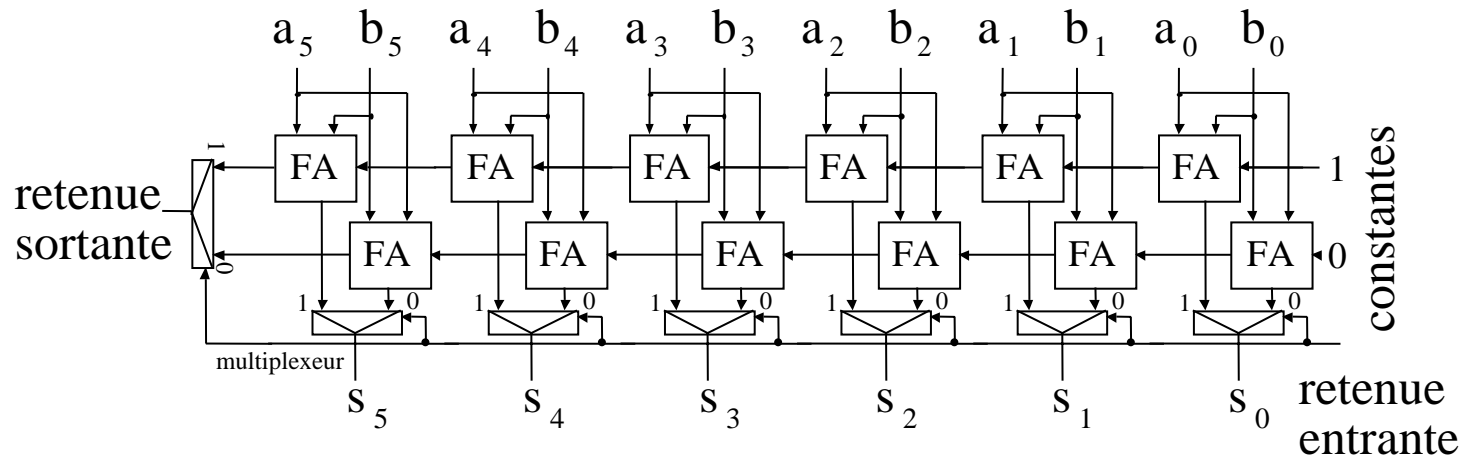 a5 b5 a4 b4 a3 b3 a2 b2 a1 b1 a0 b0
1 FA FA FA FA FA FA 1
retenue
sortante
0 FA FA FA FA FA FA 0
constantes
1 0 1 0 1 0 1 0 1 0 1 0
multiplexeur
s5 s4 s3 s2 s1 s0
retenue
entrante